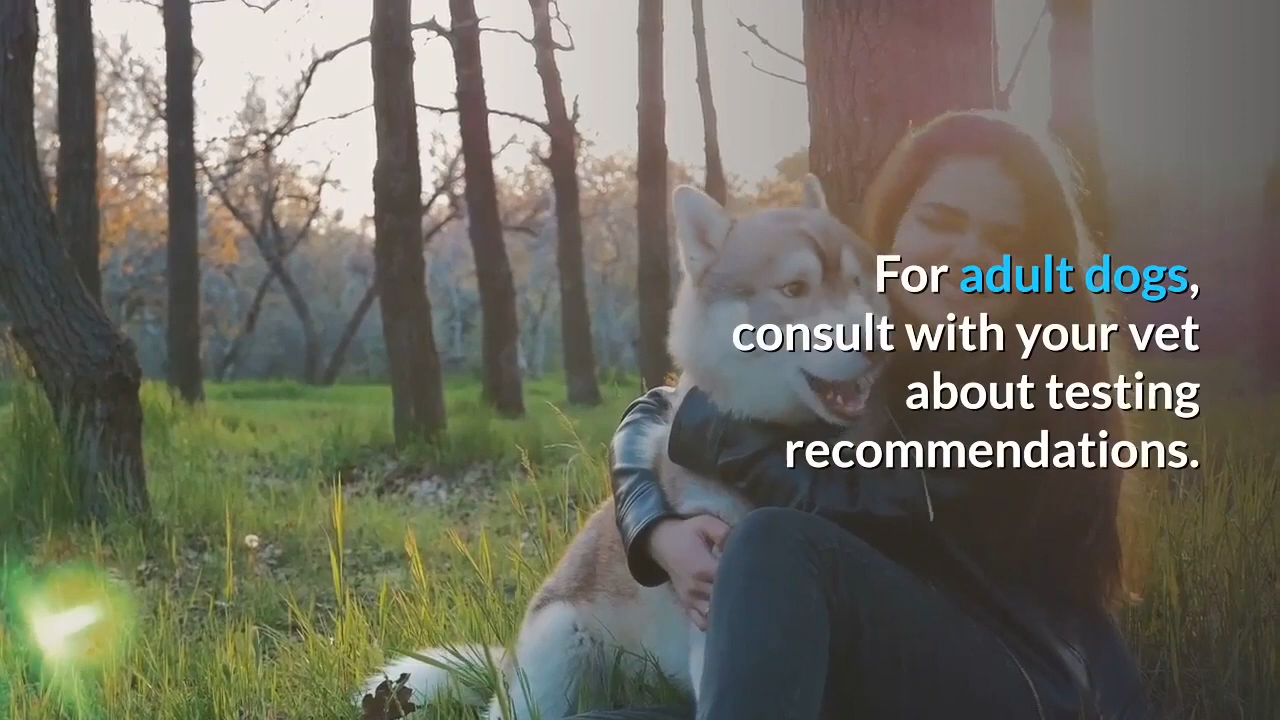 For adult dogs,
consult with your vet
about testing
recommendations.